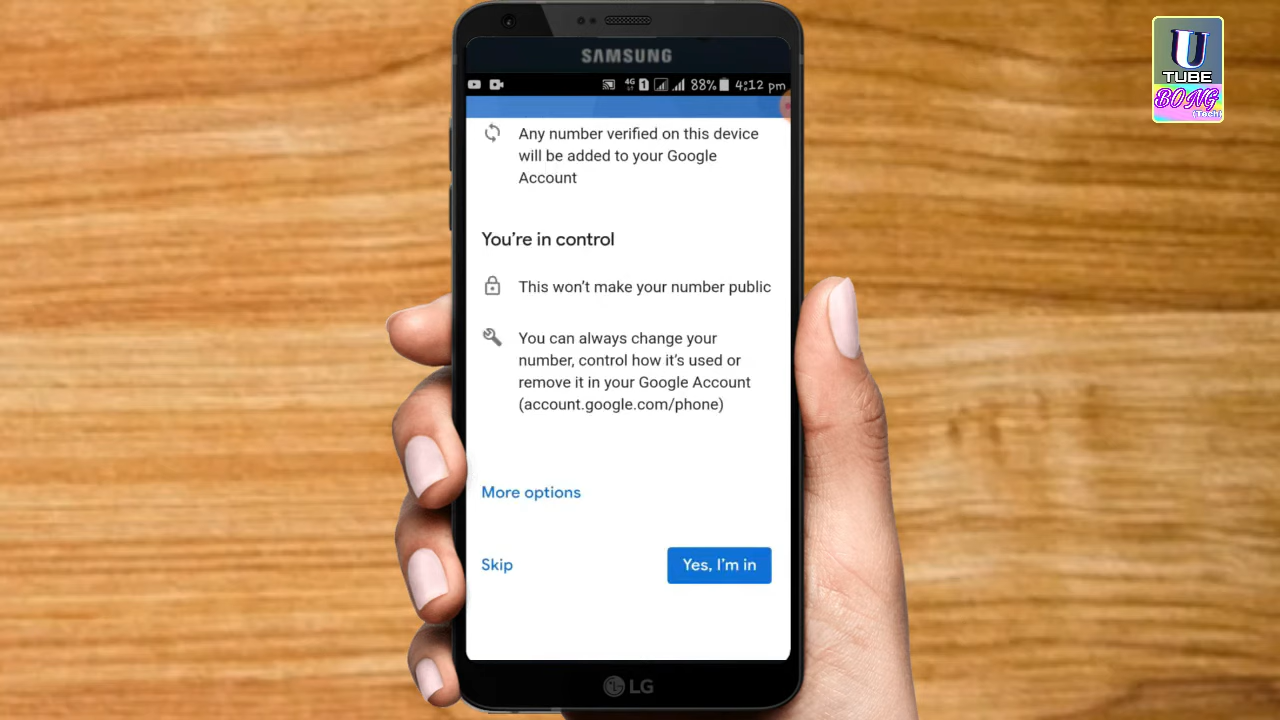 SAMSUNG
4G 1 88% 4:12 pm
Any number verified on this device
will be added to your Google
Account
You're in control
This won't make your number public
You can always change your
number, control how it's used or
remove it in your Google Account
(account.google.com/phone)
More options
Skip
Yes, I'm in
LG
U
TUBE
BONG
(Tech)